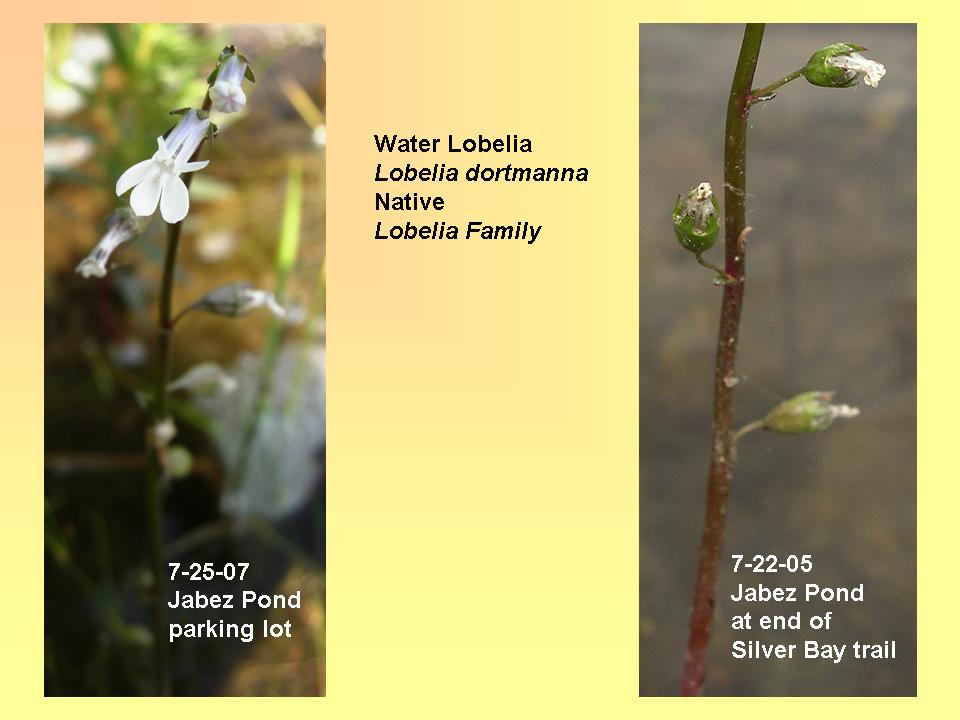 Water Lobelia
Lobelia dortmanna
Native
Lobelia Family
7-25-07
Jabez Pond
parking lot
7-22-05
Jabez Pond
at end of
Silver Bay trail